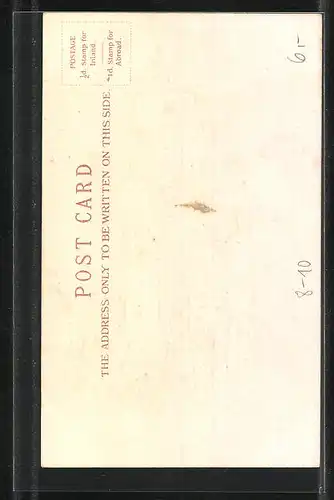 POST CARD
THE ADDRESS ONLY TO BE WRITTEN ON THIS SIDE.
POSTAGE
½d. Stamp for
Inland.
1d. Stamp for
Abroad.
6,-
8-10